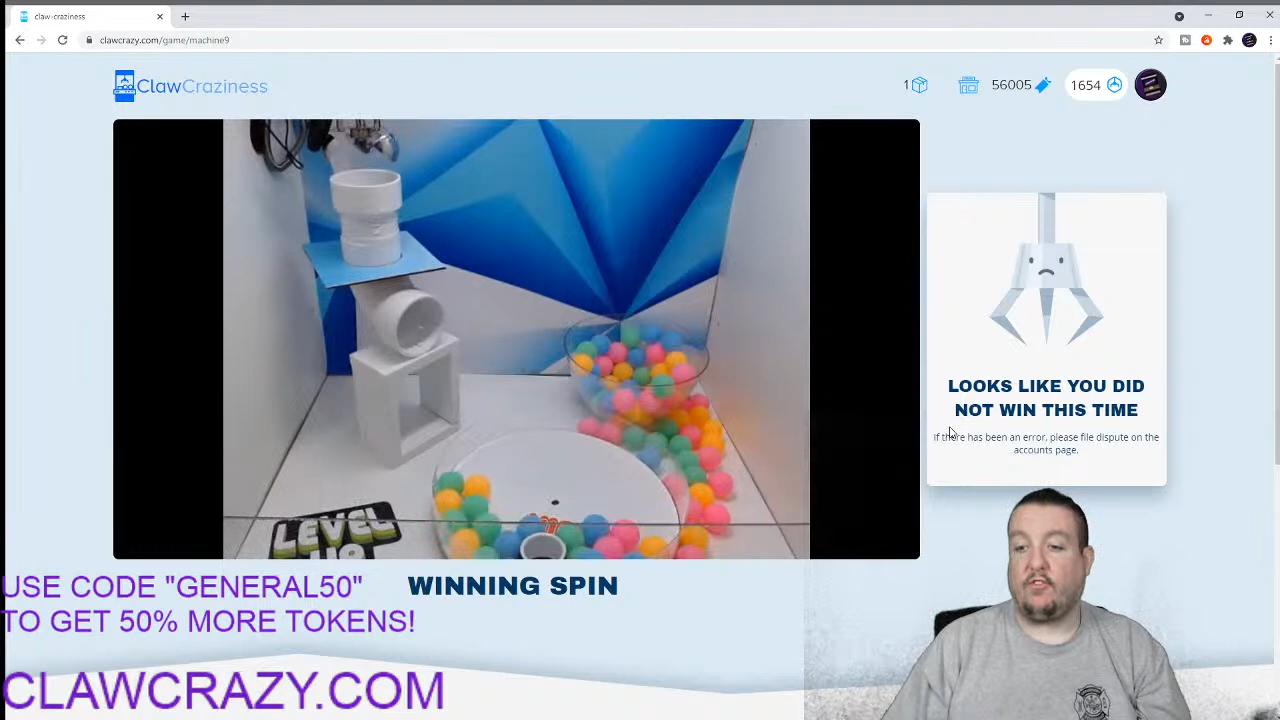 claw-craziness
clawcrazy.com/game/machine9
ClawCraziness
1
56005
1654
LOOKS LIKE YOU DID
NOT WIN THIS TIME
If there has been an error, please file dispute on the
accounts page.
LEVEL
UP
WINNING SPIN
USE CODE "GENERAL50"
TO GET 50% MORE TOKENS!
CLAWCRAZY.COM